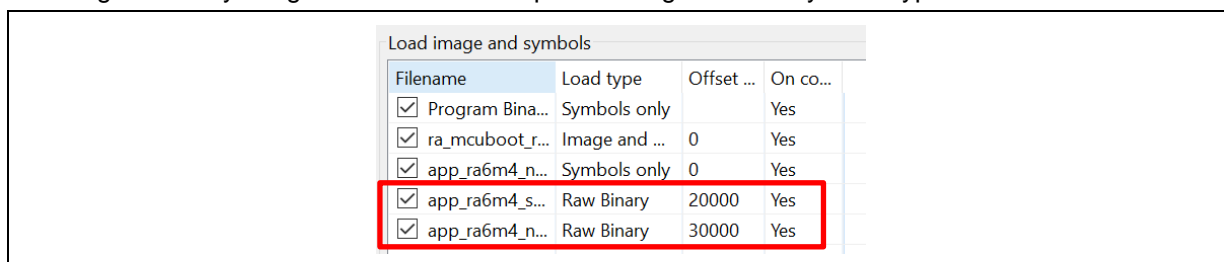 Load image and symbols
Filename Load type Offset ... On co...
Program Bina... Symbols only Yes
ra_mcuboot_r... Image and ... 0 Yes
app_ra6m4_n... Symbols only 0 Yes
app_ra6m4_s... Raw Binary 20000 Yes
app_ra6m4_n... Raw Binary 30000 Yes